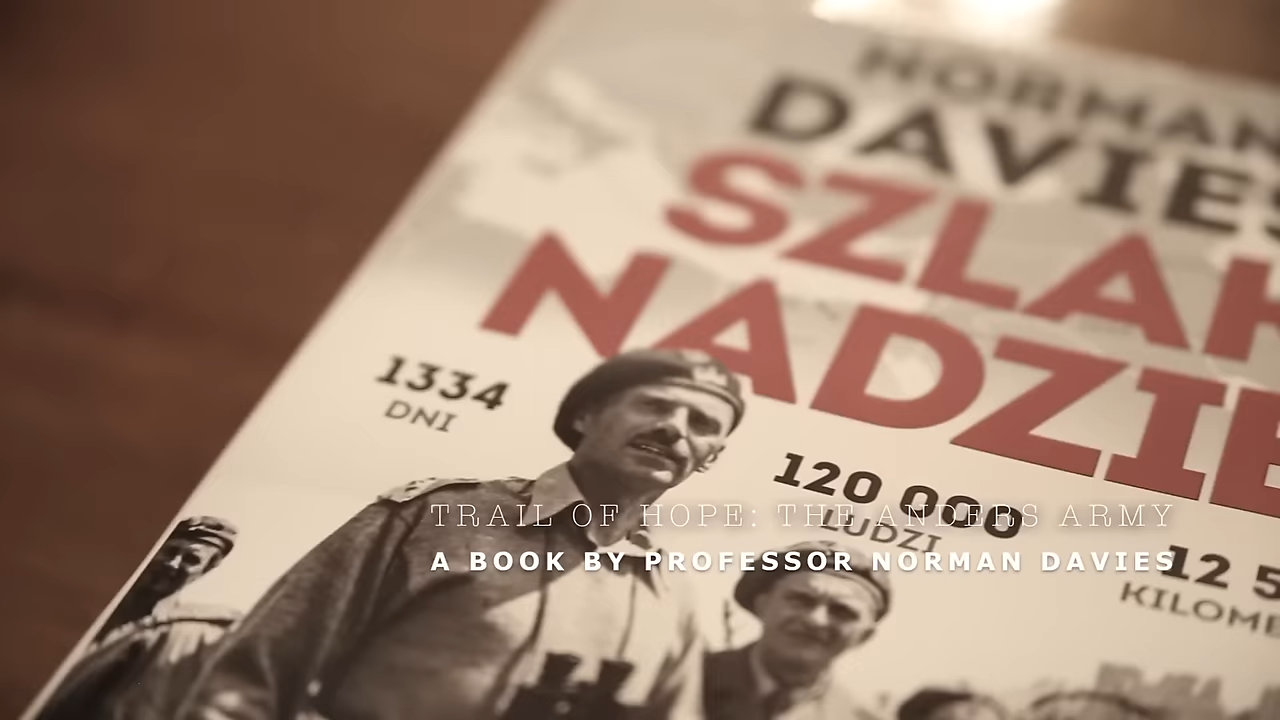 NORMAN
DAVIES
SZLAK
NADZIE
1334
DNI
120 000
LUDZI
12 5
KILOME
TRAIL OF HOPE: THE ANDERS ARMY
A BOOK BY PROFESSOR NORMAN DAVIES